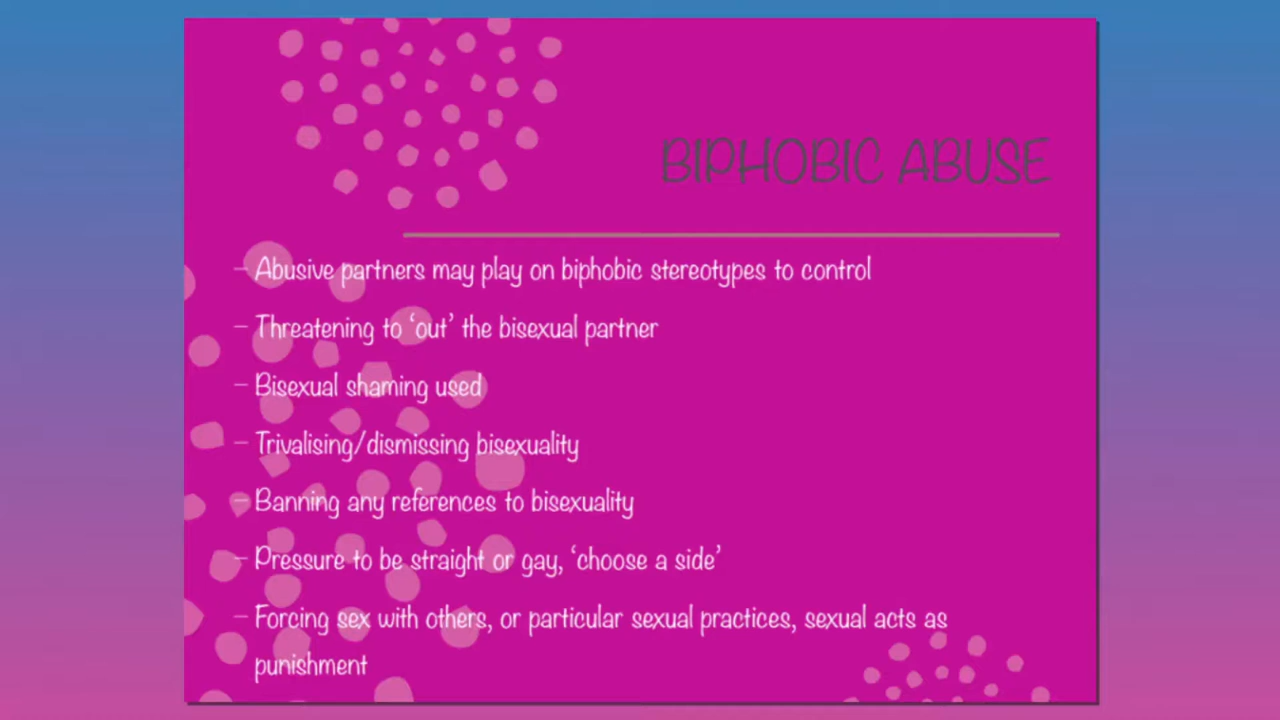 BIPHOBIC ABUSE
– Abusive partners may play on biphobic stereotypes to control
– Threatening to ‘out’ the bisexual partner
– Bisexual shaming used
– Trivalising/dismissing bisexuality
– Banning any references to bisexuality
– Pressure to be straight or gay, ‘choose a side’
– Forcing sex with others, or particular sexual practices, sexual acts as
punishment